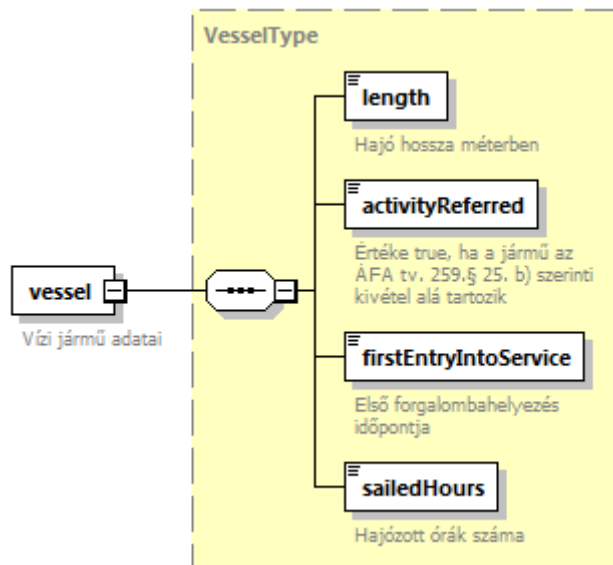 VesselType
length
Hajó hossza méterben
activityReferred
Értéke true, ha a jármű az
ÁFA tv. 259.§ 25. b) szerinti
kivétel alá tartozik
vessel
Vízi jármű adatai
firstEntryIntoService
Első forgalombahelyezés
időpontja
sailedHours
Hajózott órák száma